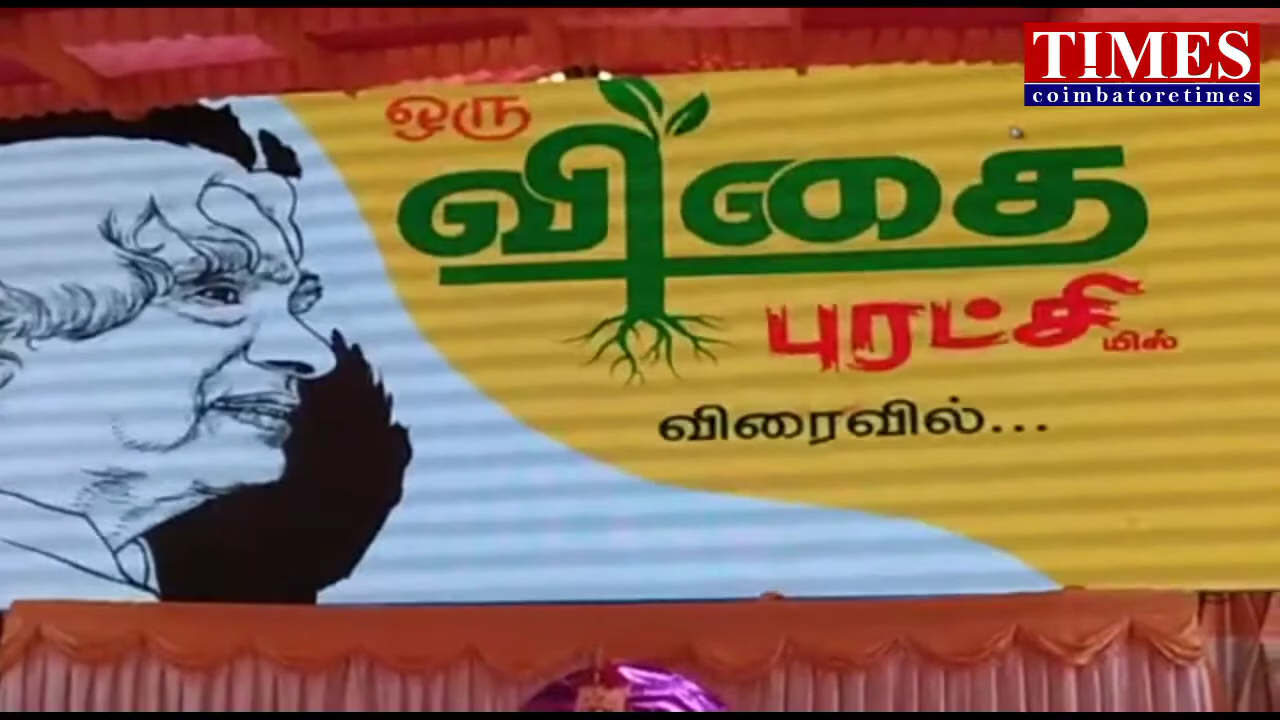 TIMES
coimbatoretimes
ஒரு
விதை
புரட்சி
யில்
விரைவில்...